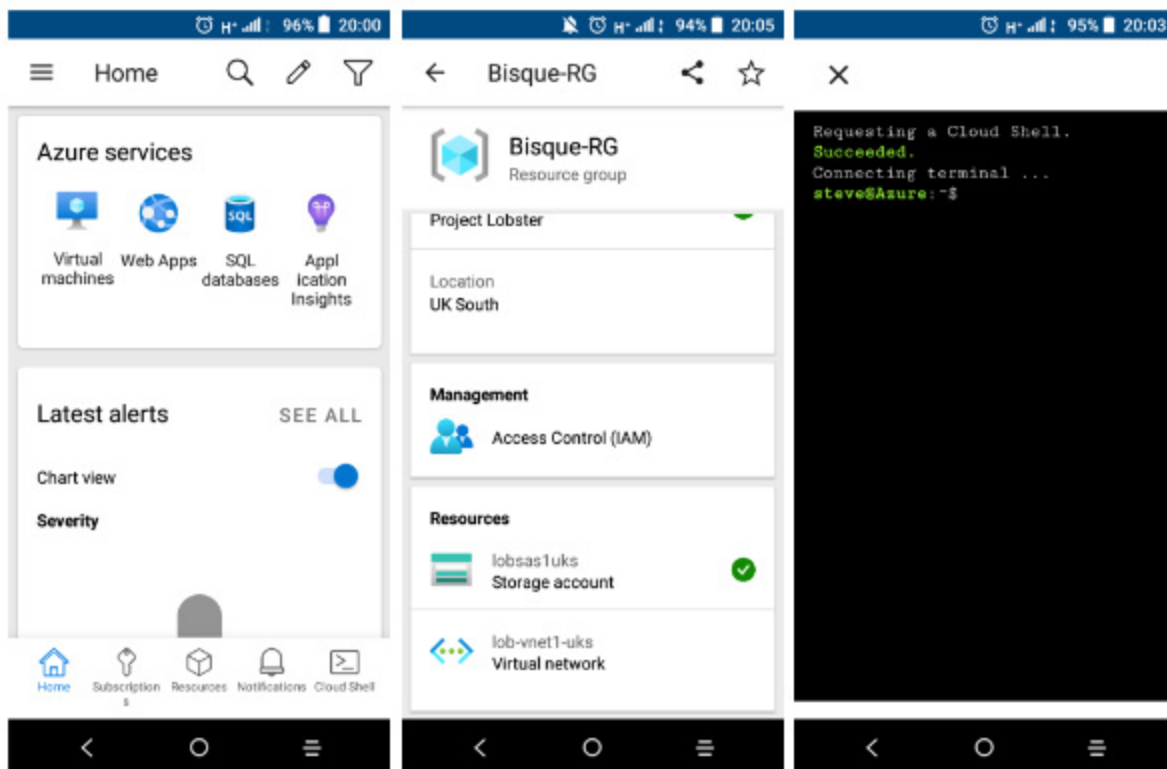 H+ 96% 20:00
Home
Azure services
Virtual machines
Web Apps
SQL
SQL databases
Appl
ication
Insights
Latest alerts SEE ALL
Chart view
Severity
Home
Subscription
s
Resources
Notifications
Cloud Shell
H+ 94% 20:05
Bisque-RG
Bisque-RG
Resource group
Project Lobster
Location
UK South
Management
Access Control (IAM)
Resources
lobsas1uks
Storage account
lob-vnet1-uks
Virtual network
H+ 95% 20:03
Requesting a Cloud Shell.
Succeeded.
Connecting terminal ...
steve@Azure:~$